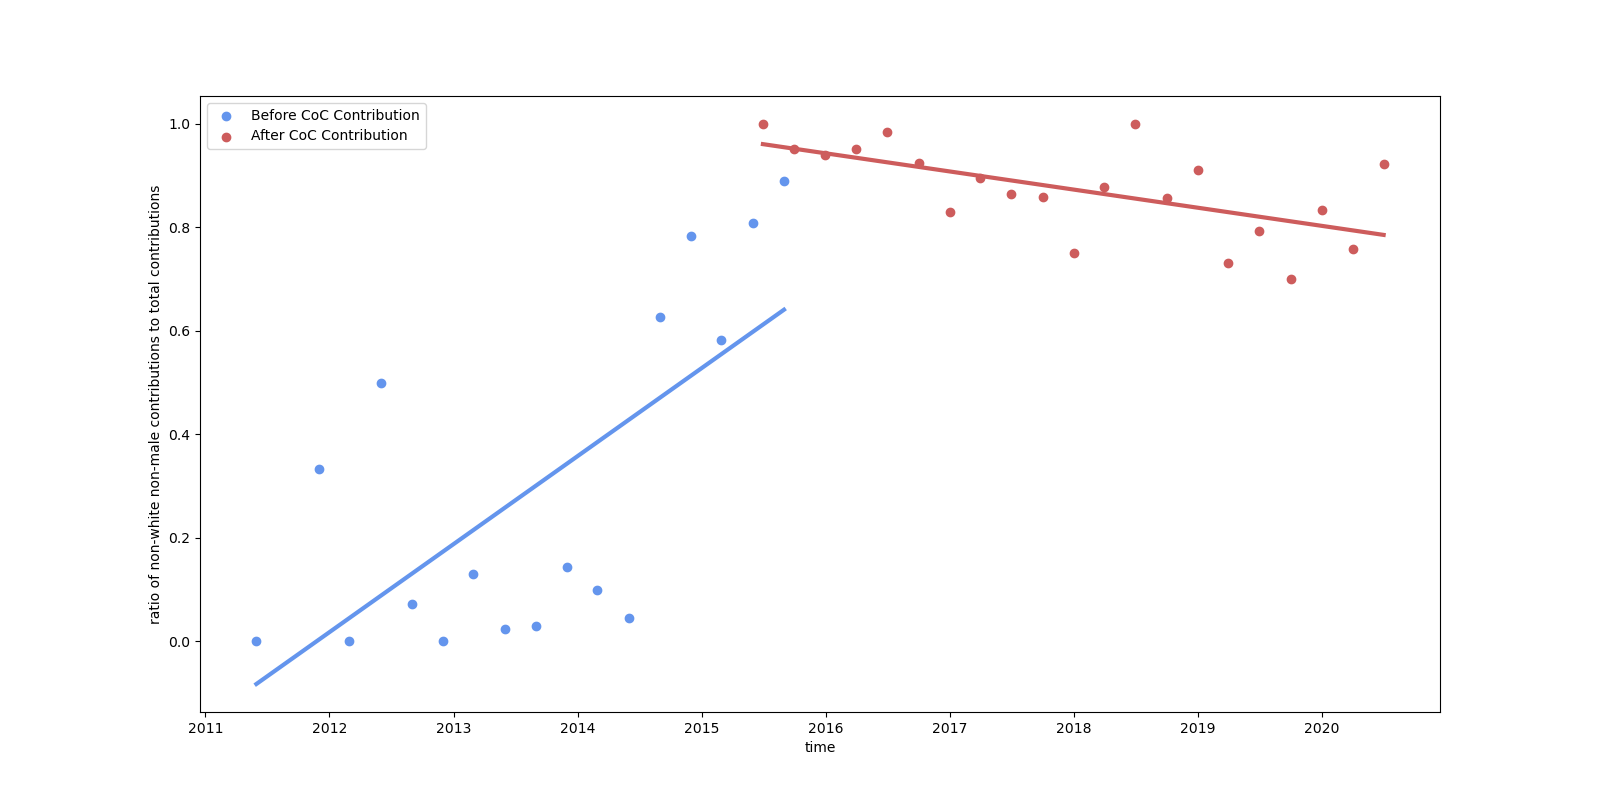 Before CoC Contribution
After CoC Contribution
ratio of non-white non-male contributions to total contributions
1.0
0.8
0.6
0.4
0.2
0.0
2011 2012 2013 2014 2015 2016 2017 2018 2019 2020
time